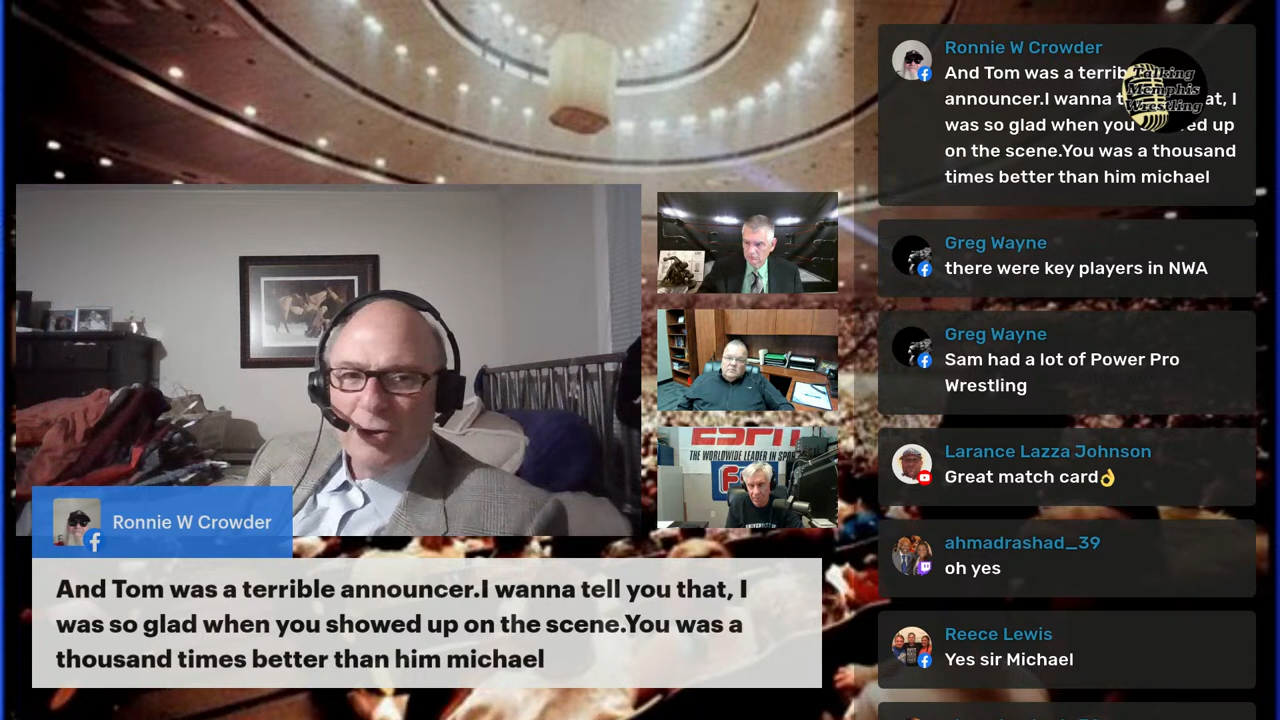 Ronnie W Crowder
And Tom was a terrib
announcer.I wanna t at, I
was so glad when you ed up
on the scene.You was a thousand
times better than him michael
Talking
Memphis
Wrestling
Greg Wayne
there were key players in NWA
Greg Wayne
Sam had a lot of Power Pro
Wrestling
Larance Lazza Johnson
Great match card👌
ahmadrashad_39
oh yes
Reece Lewis
Yes sir Michael
ESPN
THE WORLDWIDE LEADER IN SPOR
Ronnie W Crowder
And Tom was a terrible announcer.I wanna tell you that, I
was so glad when you showed up on the scene.You was a
thousand times better than him michael